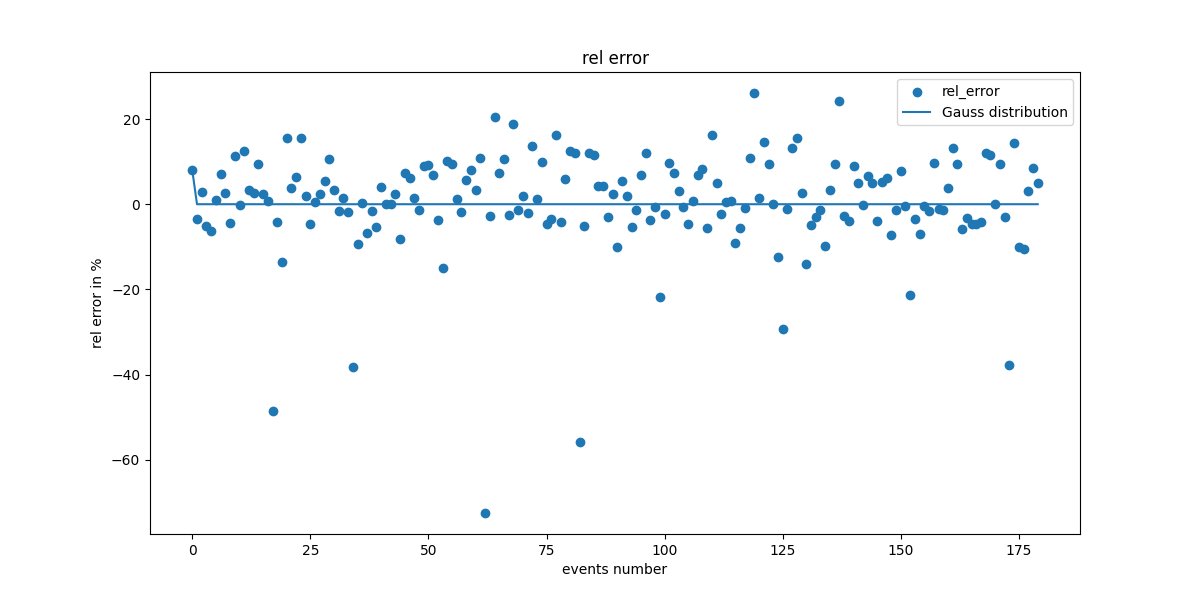 rel error
rel_error
Gauss distribution
rel error in %
20
0
−20
−40
−60
0 25 50 75 100 125 150 175
events number